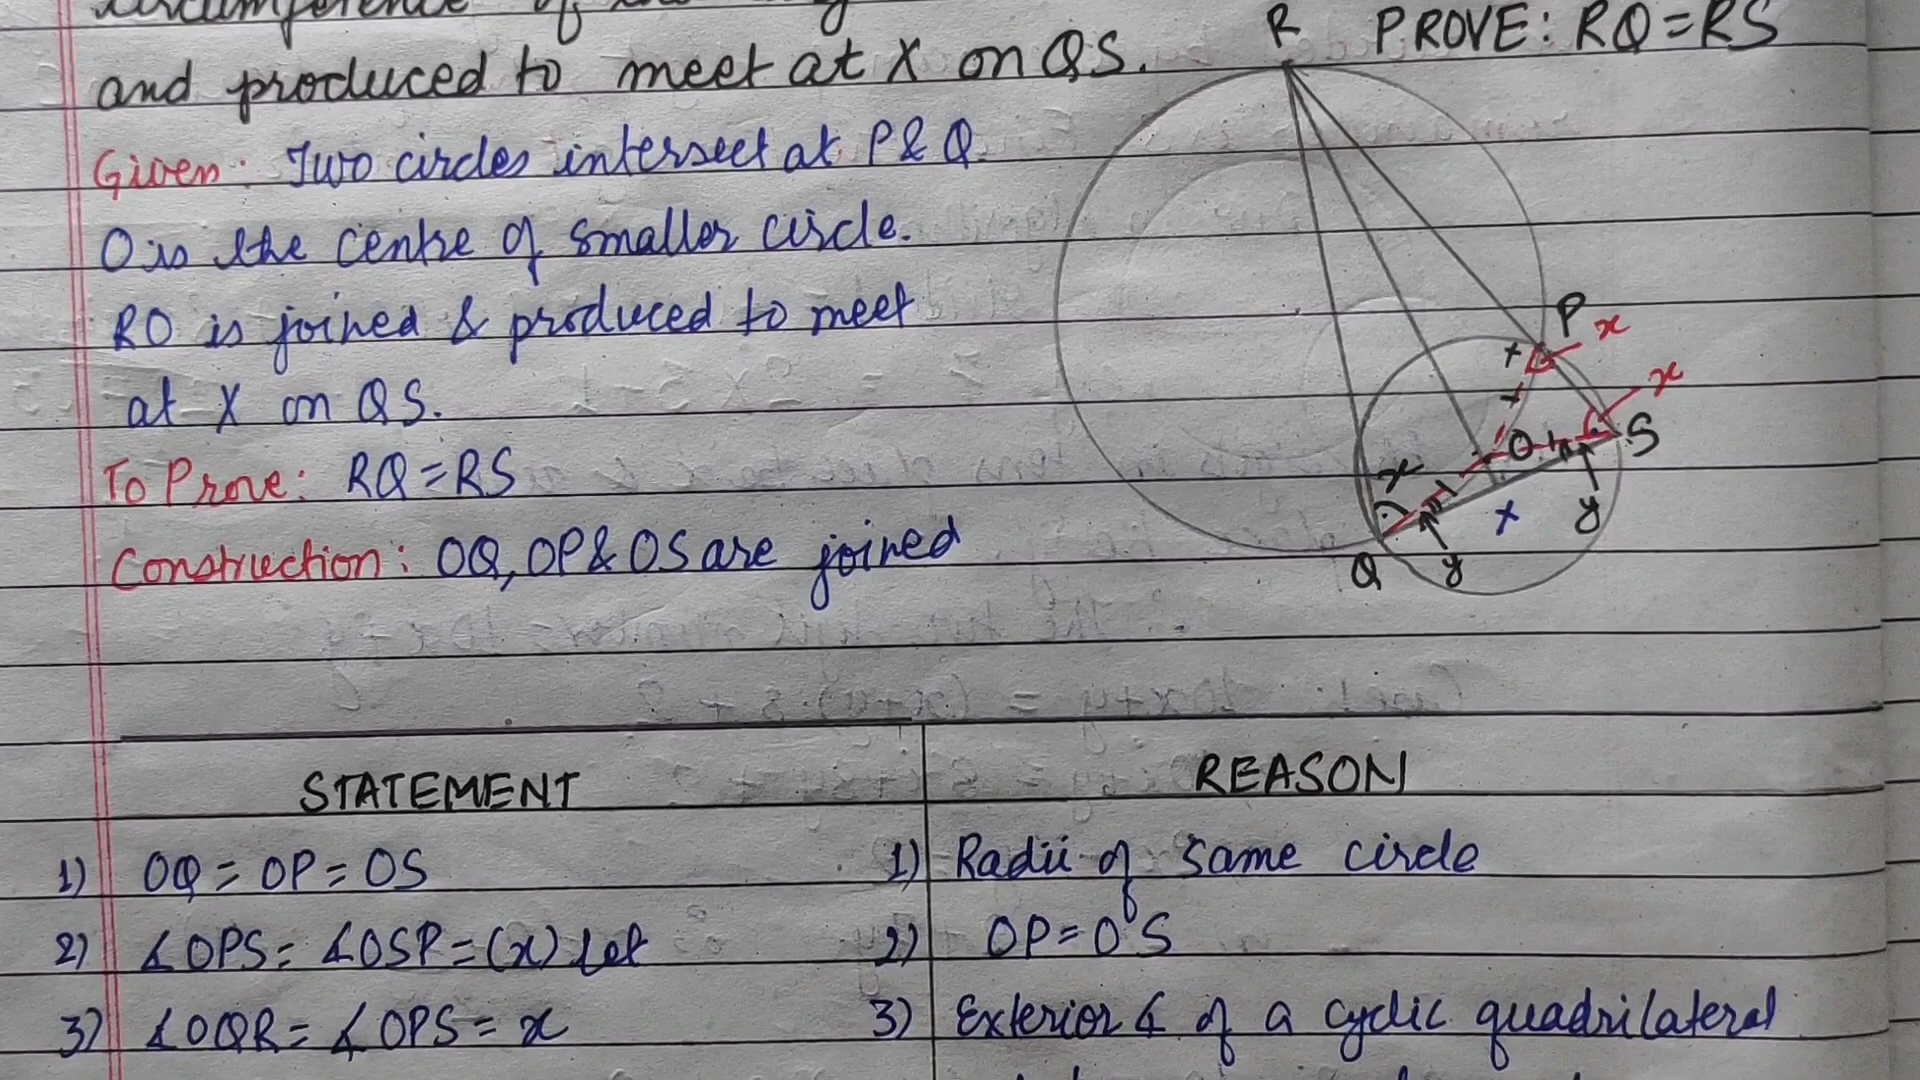 circumference of the
and produced to meet at X on QS.
PROVE: RQ=RS
Given: Two circles intersect at P & Q
O is the centre of smaller circle.
RO is joined & produced to meet
at X on QS.
To Prove: RQ=RS
Construction: OQ, OP & OS are joined
R
P x
x
O S
x
X y
Q y
STATEMENT REASON
1) OQ = OP = OS 1) Radii of same circle
2) ∠OPS = ∠OSP = (x) Let 2) OP=OS
3) ∠OQR = ∠OPS = x 3) Exterior ∠ of a cyclic quadrilateral